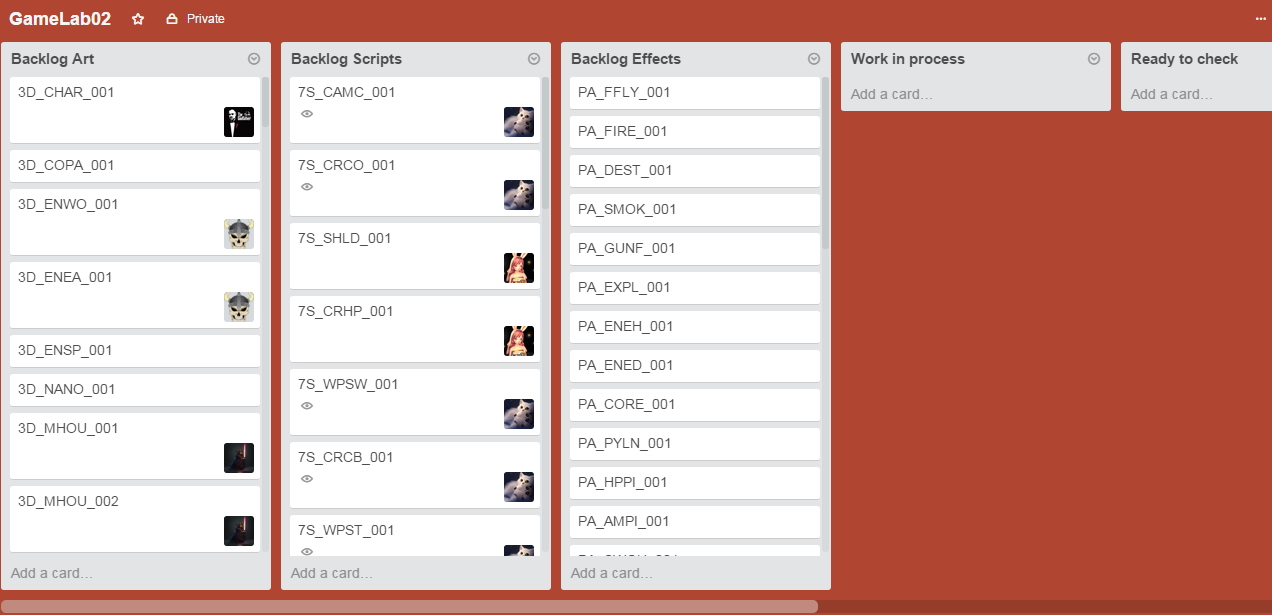 GameLab02
Private
Backlog Art
3D_CHAR_001
3D_COPA_001
3D_ENWO_001
3D_ENEA_001
3D_ENSP_001
3D_NANO_001
3D_MHOU_001
3D_MHOU_002
Add a card…
Backlog Scripts
7S_CAMC_001
7S_CRCO_001
7S_SHLD_001
7S_CRHP_001
7S_WPSW_001
7S_CRCB_001
7S_WPST_001
Add a card…
Backlog Effects
PA_FFLY_001
PA_FIRE_001
PA_DEST_001
PA_SMOK_001
PA_GUNF_001
PA_EXPL_001
PA_ENEH_001
PA_ENED_001
PA_CORE_001
PA_PYLN_001
PA_HPPI_001
PA_AMPI_001
Add a card…
Work in process
Add a card…
Ready to check
Add a card…